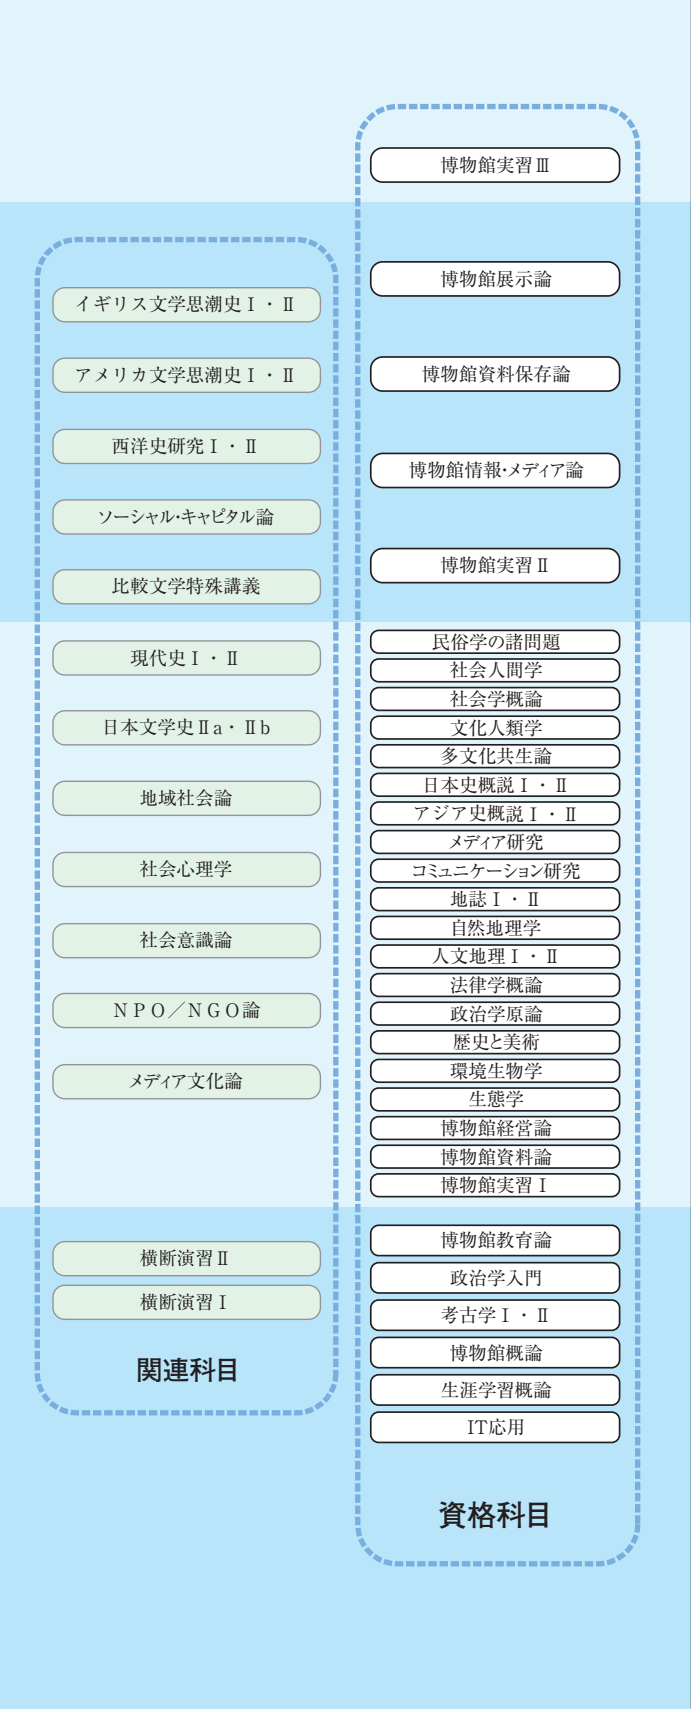 イギリス文学思潮史Ⅰ・Ⅱ
アメリカ文学思潮史Ⅰ・Ⅱ
西洋史研究Ⅰ・Ⅱ
ソーシャル・キャピタル論
比較文学特殊講義
現代史Ⅰ・Ⅱ
日本文学史Ⅱa・Ⅱb
地域社会論
社会心理学
社会意識論
NPO／NGO論
メディア文化論
横断演習Ⅱ
横断演習Ⅰ
関連科目
博物館実習Ⅲ
博物館展示論
博物館資料保存論
博物館情報・メディア論
博物館実習Ⅱ
民俗学の諸問題
社会人間学
社会学概論
文化人類学
多文化共生論
日本史概説Ⅰ・Ⅱ
アジア史概説Ⅰ・Ⅱ
メディア研究
コミュニケーション研究
地誌Ⅰ・Ⅱ
自然地理学
人文地理Ⅰ・Ⅱ
法律学概論
政治学原論
歴史と美術
環境生物学
生態学
博物館経営論
博物館資料論
博物館実習Ⅰ
博物館教育論
政治学入門
考古学Ⅰ・Ⅱ
博物館概論
生涯学習概論
IT応用
資格科目